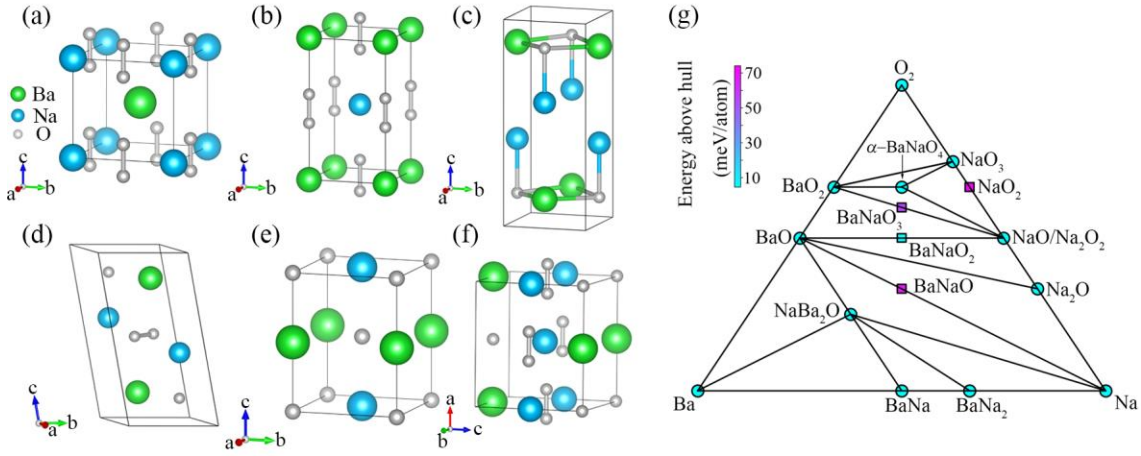 (a)
(b)
(c)
(g)
Ba
Na
O
c
a
b
c
a
b
c
a
b
(d)
(e)
(f)
c
a
b
c
a
b
a
b
c
Energy above hull
(meV/atom)
70
50
30
10
O₂
α−BaNaO₄
NaO₃
BaO₂
NaO₂
BaNaO₃
BaO
NaO/Na₂O₂
BaNaO₂
BaNaO
Na₂O
NaBa₂O
Ba
BaNa
BaNa₂
Na